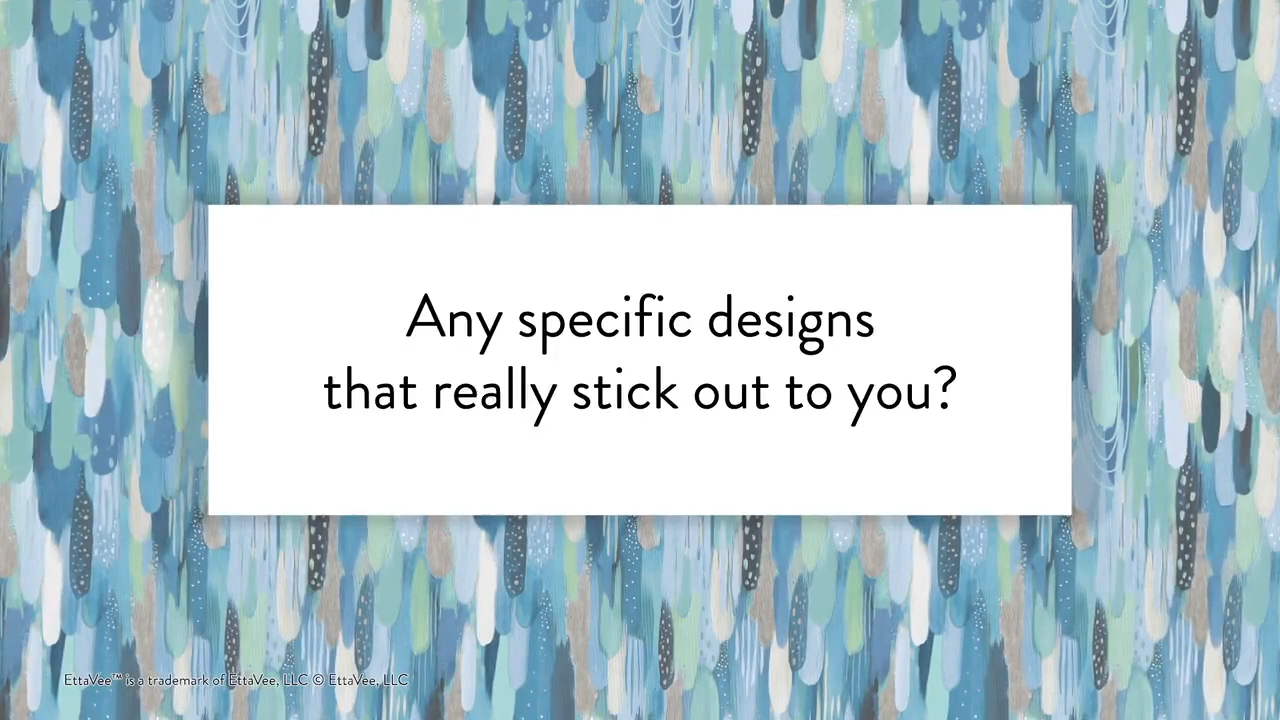 Any specific designs
that really stick out to you?
EttaVee™ is a trademark of EttaVee, LLC © EttaVee, LLC